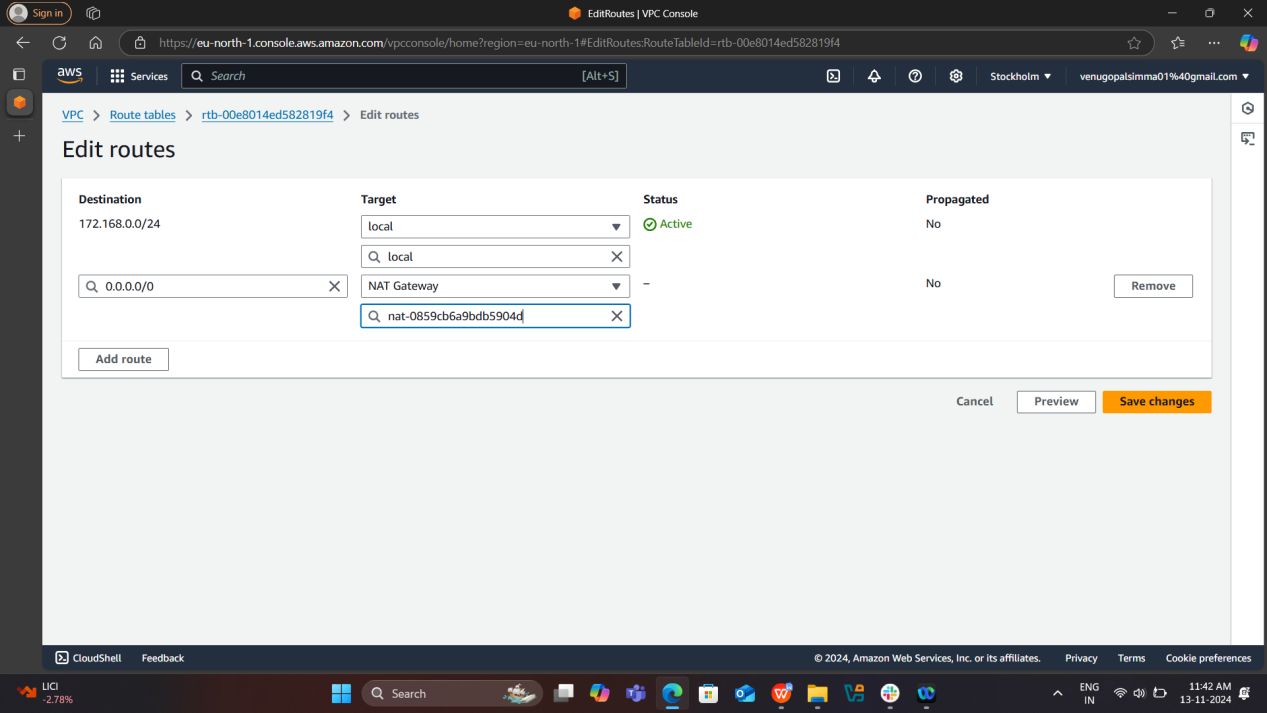 Sign in
EditRoutes | VPC Console
https://eu-north-1.console.aws.amazon.com/vpcconsole/home?region=eu-north-1#EditRoutes:RouteTableId=rtb-00e8014ed582819f4
aws
Services
Search
[Alt+S]
Stockholm
venugopalsimma01%40gmail.com
VPC
Route tables
rtb-00e8014ed582819f4
Edit routes
Edit routes
Destination
Target
Status
Propagated
172.168.0.0/24
local
Active
No
local
0.0.0.0/0
NAT Gateway
–
No
Remove
nat-0859cb6a9bdb5904d
Add route
Cancel
Preview
Save changes
CloudShell
Feedback
© 2024, Amazon Web Services, Inc. or its affiliates.
Privacy
Terms
Cookie preferences
LICI
-2.78%
Search
ENG
IN
11:42 AM
13-11-2024